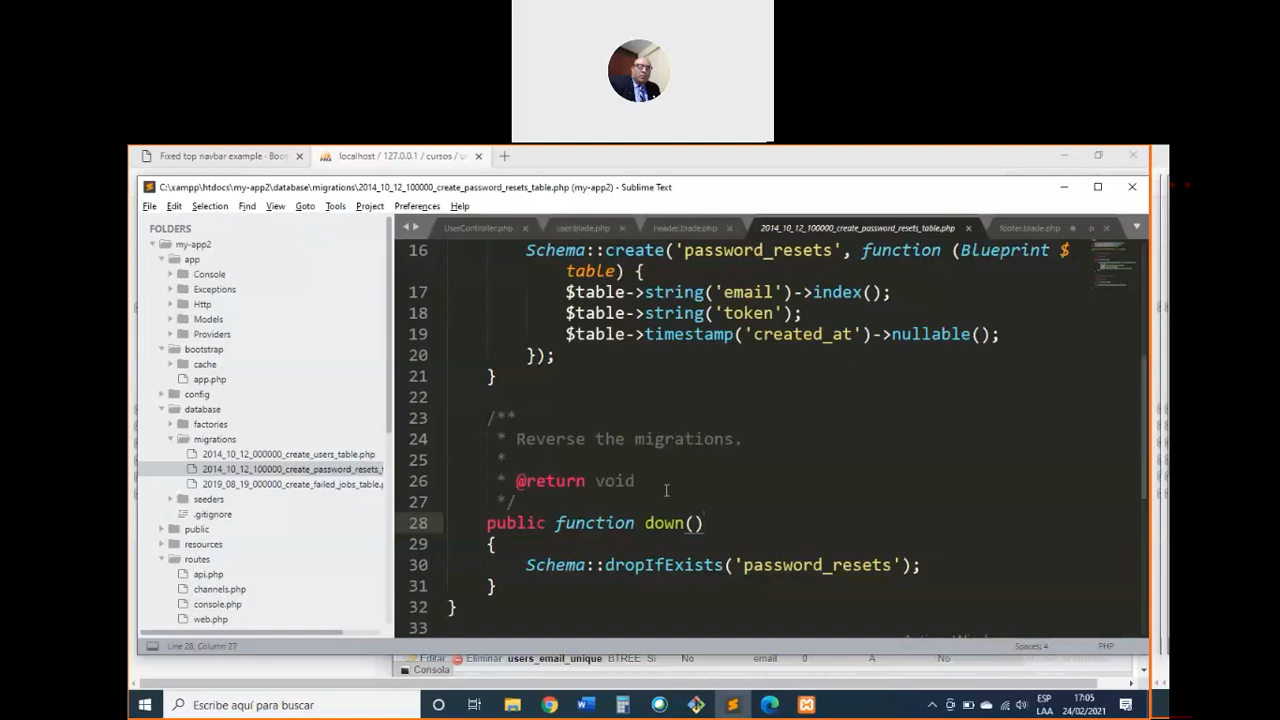 Fixed top navbar example · Boo
localhost / 127.0.0.1 / cursos / u
C:\xampp\htdocs\my-app2\database\migrations\2014_10_12_100000_create_password_resets_table.php (my-app2) - Sublime Text
File Edit Selection Find View Goto Tools Project Preferences Help
FOLDERS
my-app2
app
Console
Exceptions
Http
Models
Providers
bootstrap
cache
app.php
config
database
factories
migrations
2014_10_12_000000_create_users_table.php
2014_10_12_100000_create_password_resets_
2019_08_19_000000_create_failed_jobs_table.
seeders
.gitignore
public
resources
routes
api.php
channels.php
console.php
web.php
UserController.php user.blade.php header.blade.php 2014_10_12_100000_create_password_resets_table.php footer.blade.php p
16 Schema::create('password_resets', function (Blueprint $
table) {
17 $table->string('email')->index();
18 $table->string('token');
19 $table->timestamp('created_at')->nullable();
20 });
21 }
22
23 /**
24 * Reverse the migrations.
25 *
26 * @return void
27 */
28 public function down()
29 {
30 Schema::dropIfExists('password_resets');
31 }
32 }
33
Line 28, Column 27 Spaces: 4 PHP
Editar Eliminar users_email_unique BTREE Sí No email 0 A No
Consola
Escribe aquí para buscar
ESP
LAA
17:05
24/02/2021